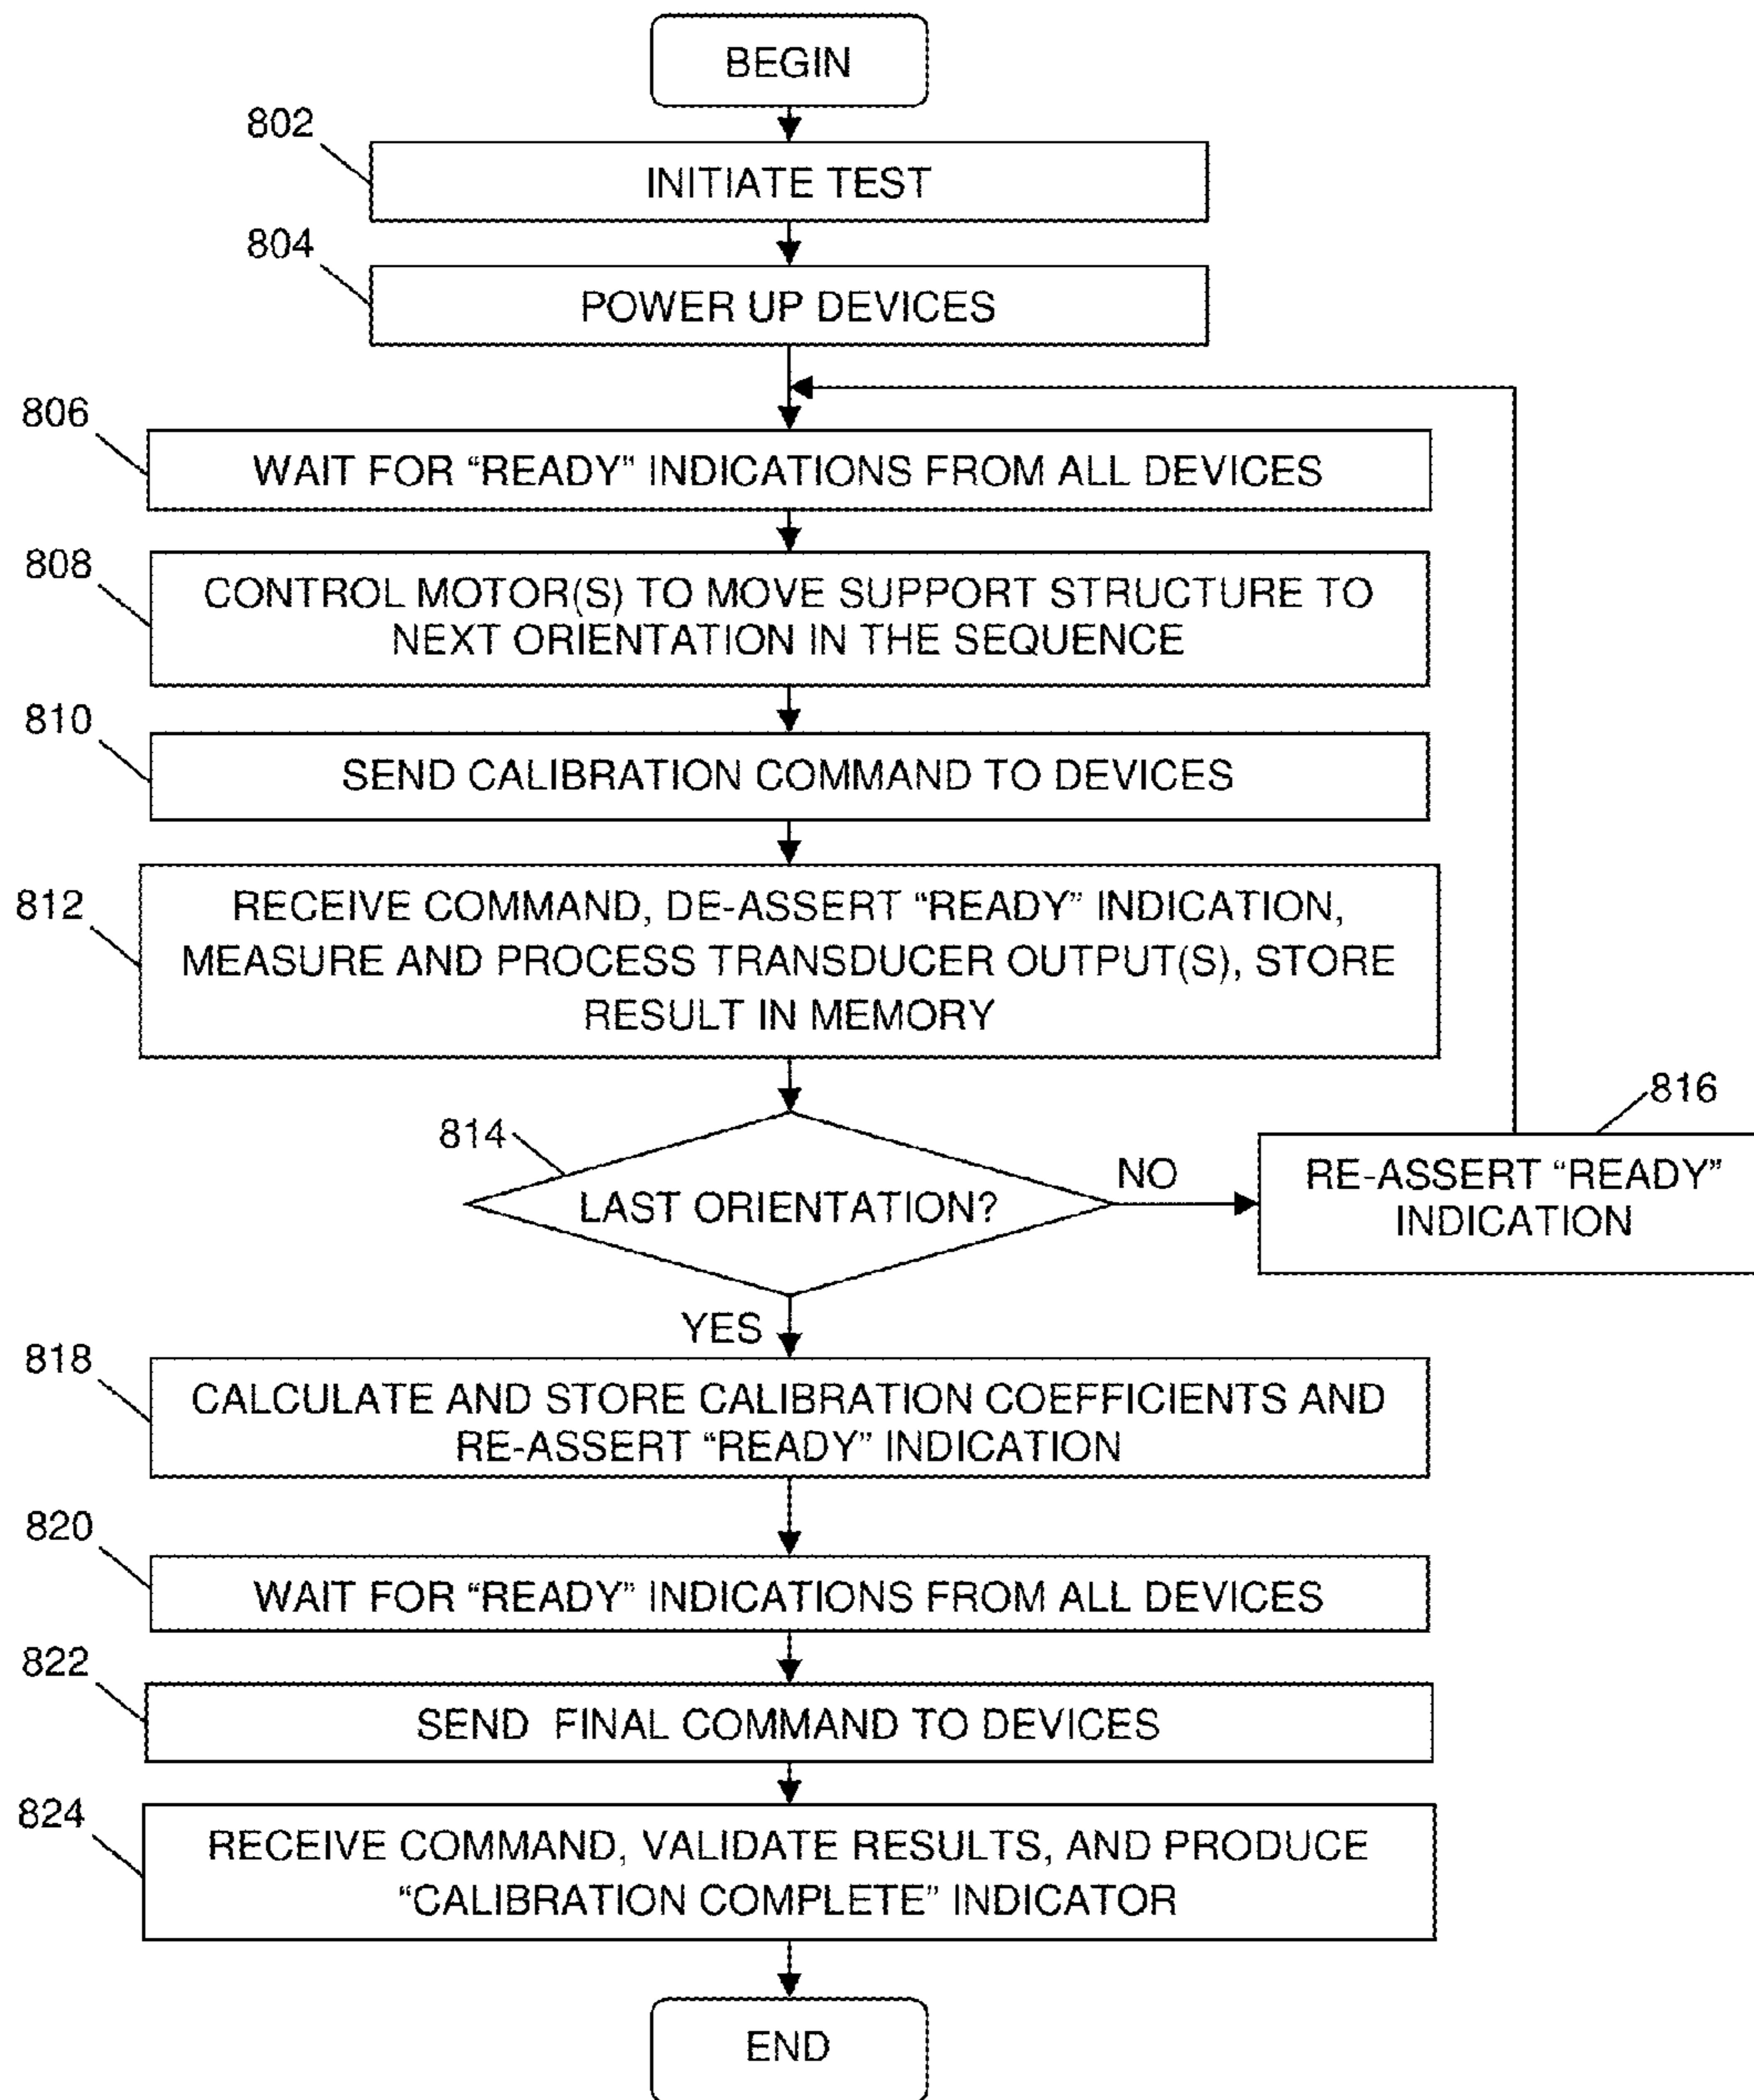 BEGIN
802
INITIATE TEST
804
POWER UP DEVICES
806
WAIT FOR “READY” INDICATIONS FROM ALL DEVICES
808
CONTROL MOTOR(S) TO MOVE SUPPORT STRUCTURE TO
NEXT ORIENTATION IN THE SEQUENCE
810
SEND CALIBRATION COMMAND TO DEVICES
812
RECEIVE COMMAND, DE-ASSERT “READY” INDICATION,
MEASURE AND PROCESS TRANSDUCER OUTPUT(S), STORE
RESULT IN MEMORY
814
LAST ORIENTATION?
NO
816
RE-ASSERT “READY”
INDICATION
YES
818
CALCULATE AND STORE CALIBRATION COEFFICIENTS AND
RE-ASSERT “READY” INDICATION
820
WAIT FOR “READY” INDICATIONS FROM ALL DEVICES
822
SEND FINAL COMMAND TO DEVICES
824
RECEIVE COMMAND, VALIDATE RESULTS, AND PRODUCE
“CALIBRATION COMPLETE” INDICATOR
END